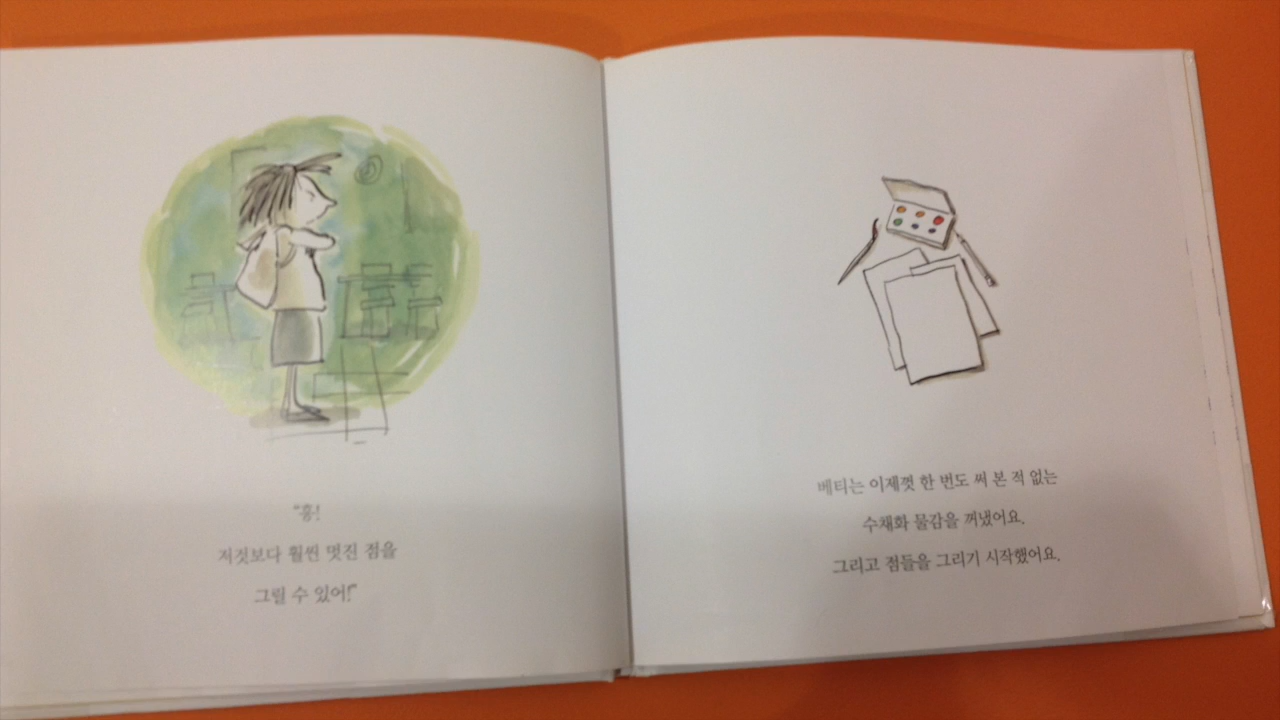 "흥!
저것보다 훨씬 멋진 점을
그릴 수 있어!"
베티는 이제껏 한 번도 써 본 적 없는
수채화 물감을 꺼냈어요.
그리고 점들을 그리기 시작했어요.